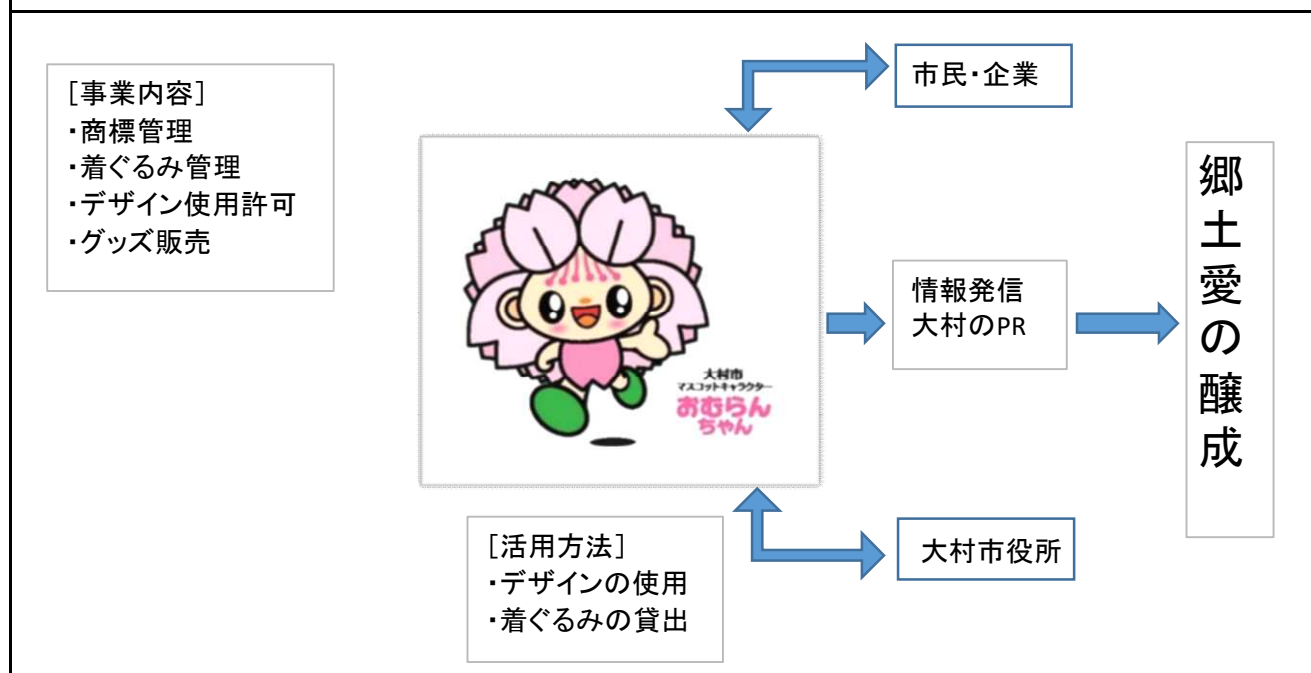 [事業内容]
・商標管理
・着ぐるみ管理
・デザイン使用許可
・グッズ販売
市民・企業
大村市
マスコットキャラクター
おむらん
ちゃん
情報発信
大村のPR
郷土愛の醸成
[活用方法]
・デザインの使用
・着ぐるみの貸出
大村市役所